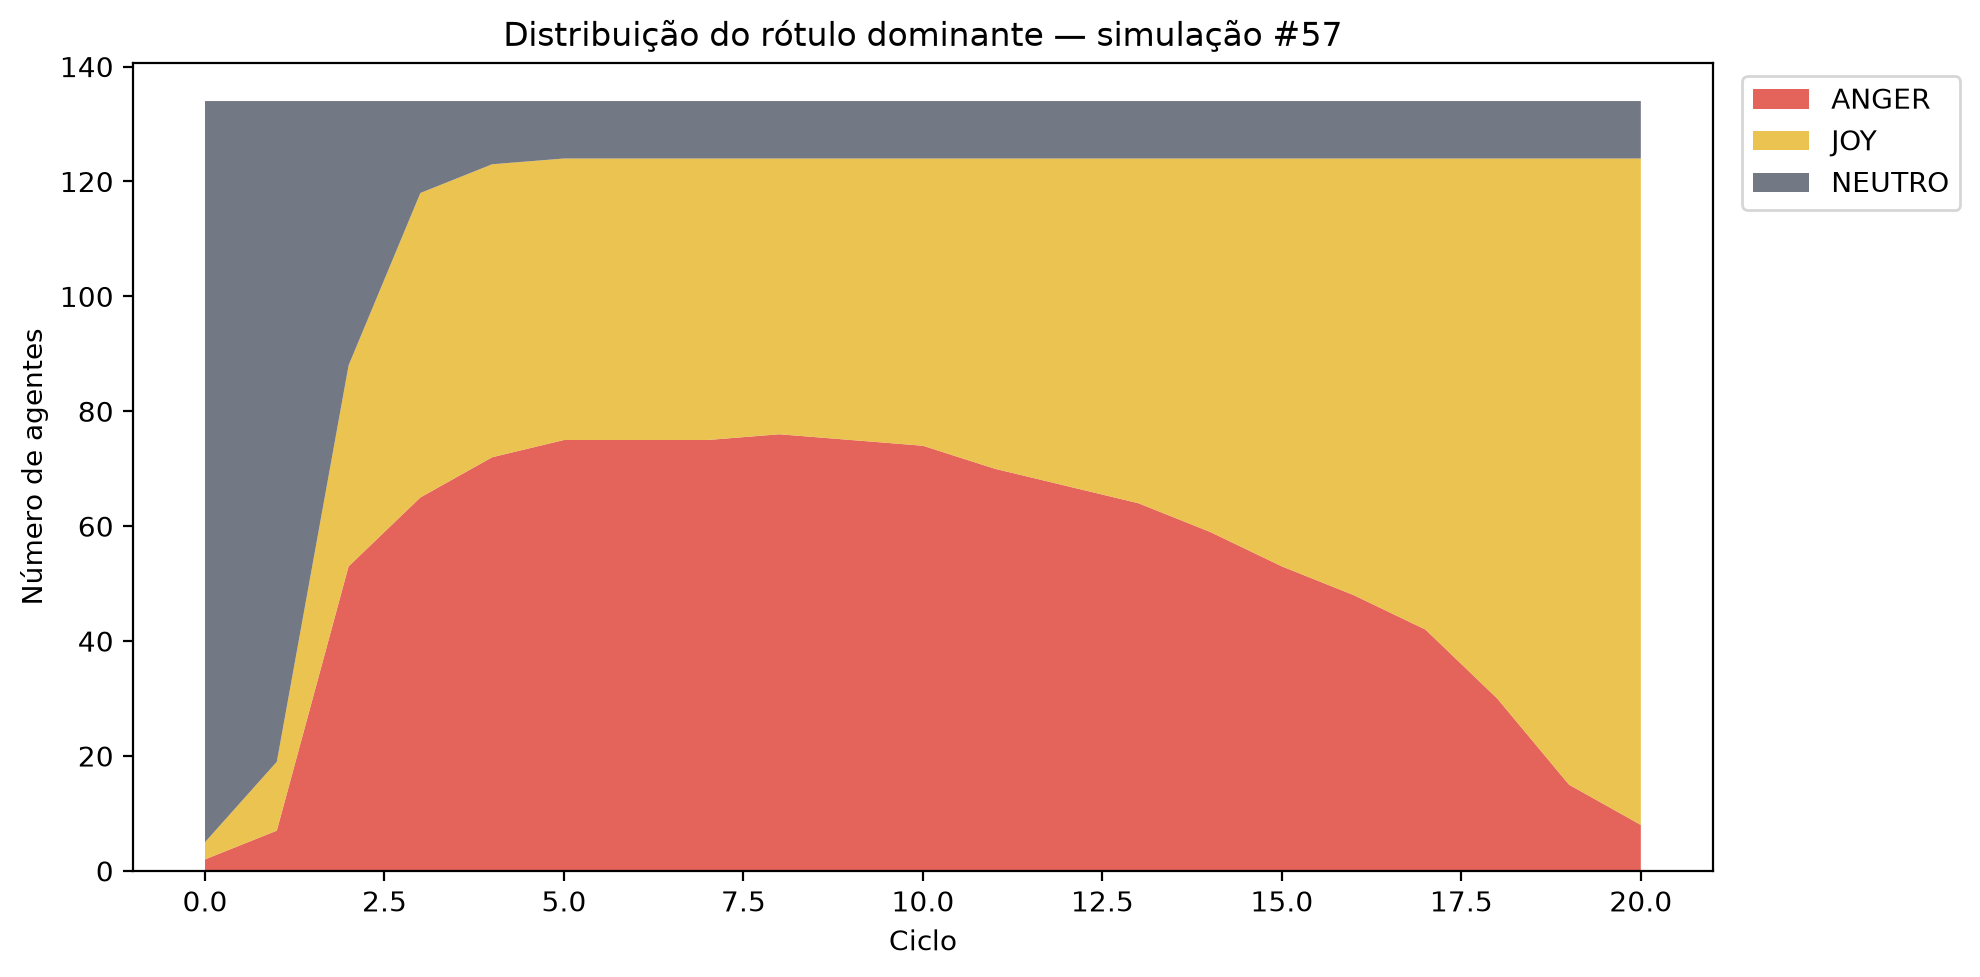 Distribuição do rótulo dominante — simulação #57
Número de agentes
140
120
100
80
60
40
20
0
0.0 2.5 5.0 7.5 10.0 12.5 15.0 17.5 20.0
Ciclo
ANGER
JOY
NEUTRO